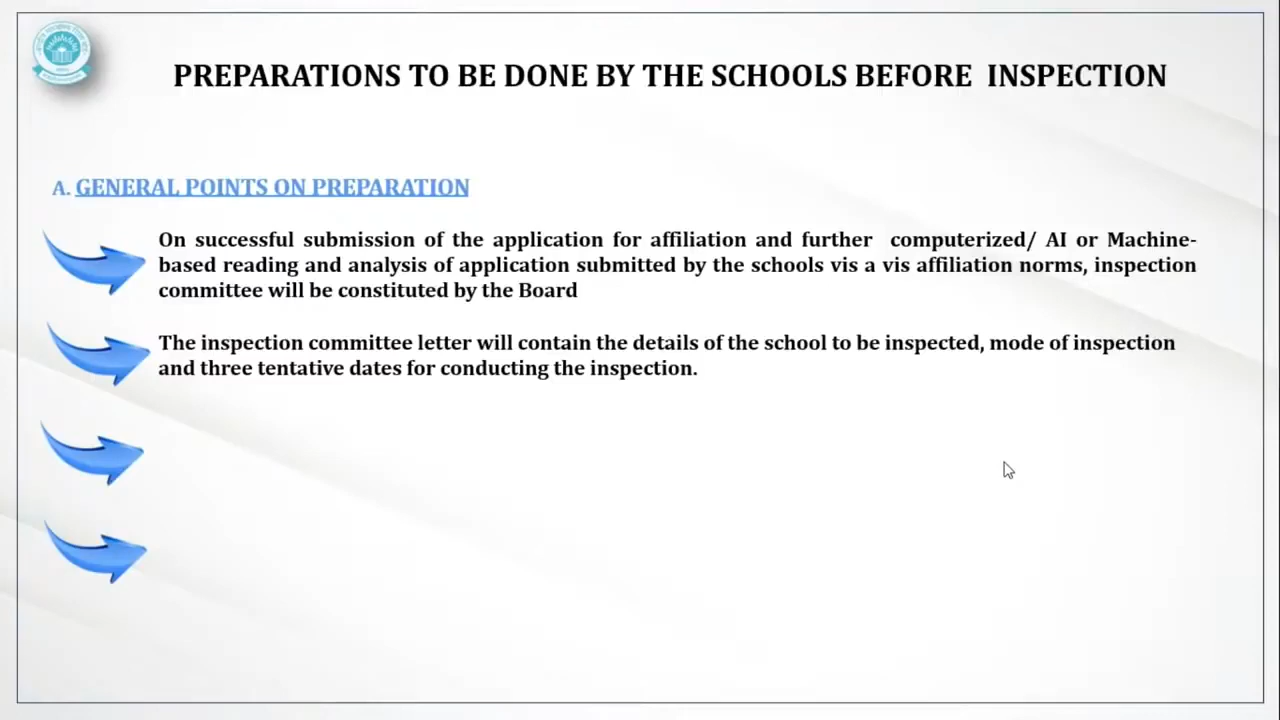 PREPARATIONS TO BE DONE BY THE SCHOOLS BEFORE INSPECTION
A. GENERAL POINTS ON PREPARATION
On successful submission of the application for affiliation and further computerized/ AI or Machine-
based reading and analysis of application submitted by the schools vis a vis affiliation norms, inspection
committee will be constituted by the Board
The inspection committee letter will contain the details of the school to be inspected, mode of inspection
and three tentative dates for conducting the inspection.